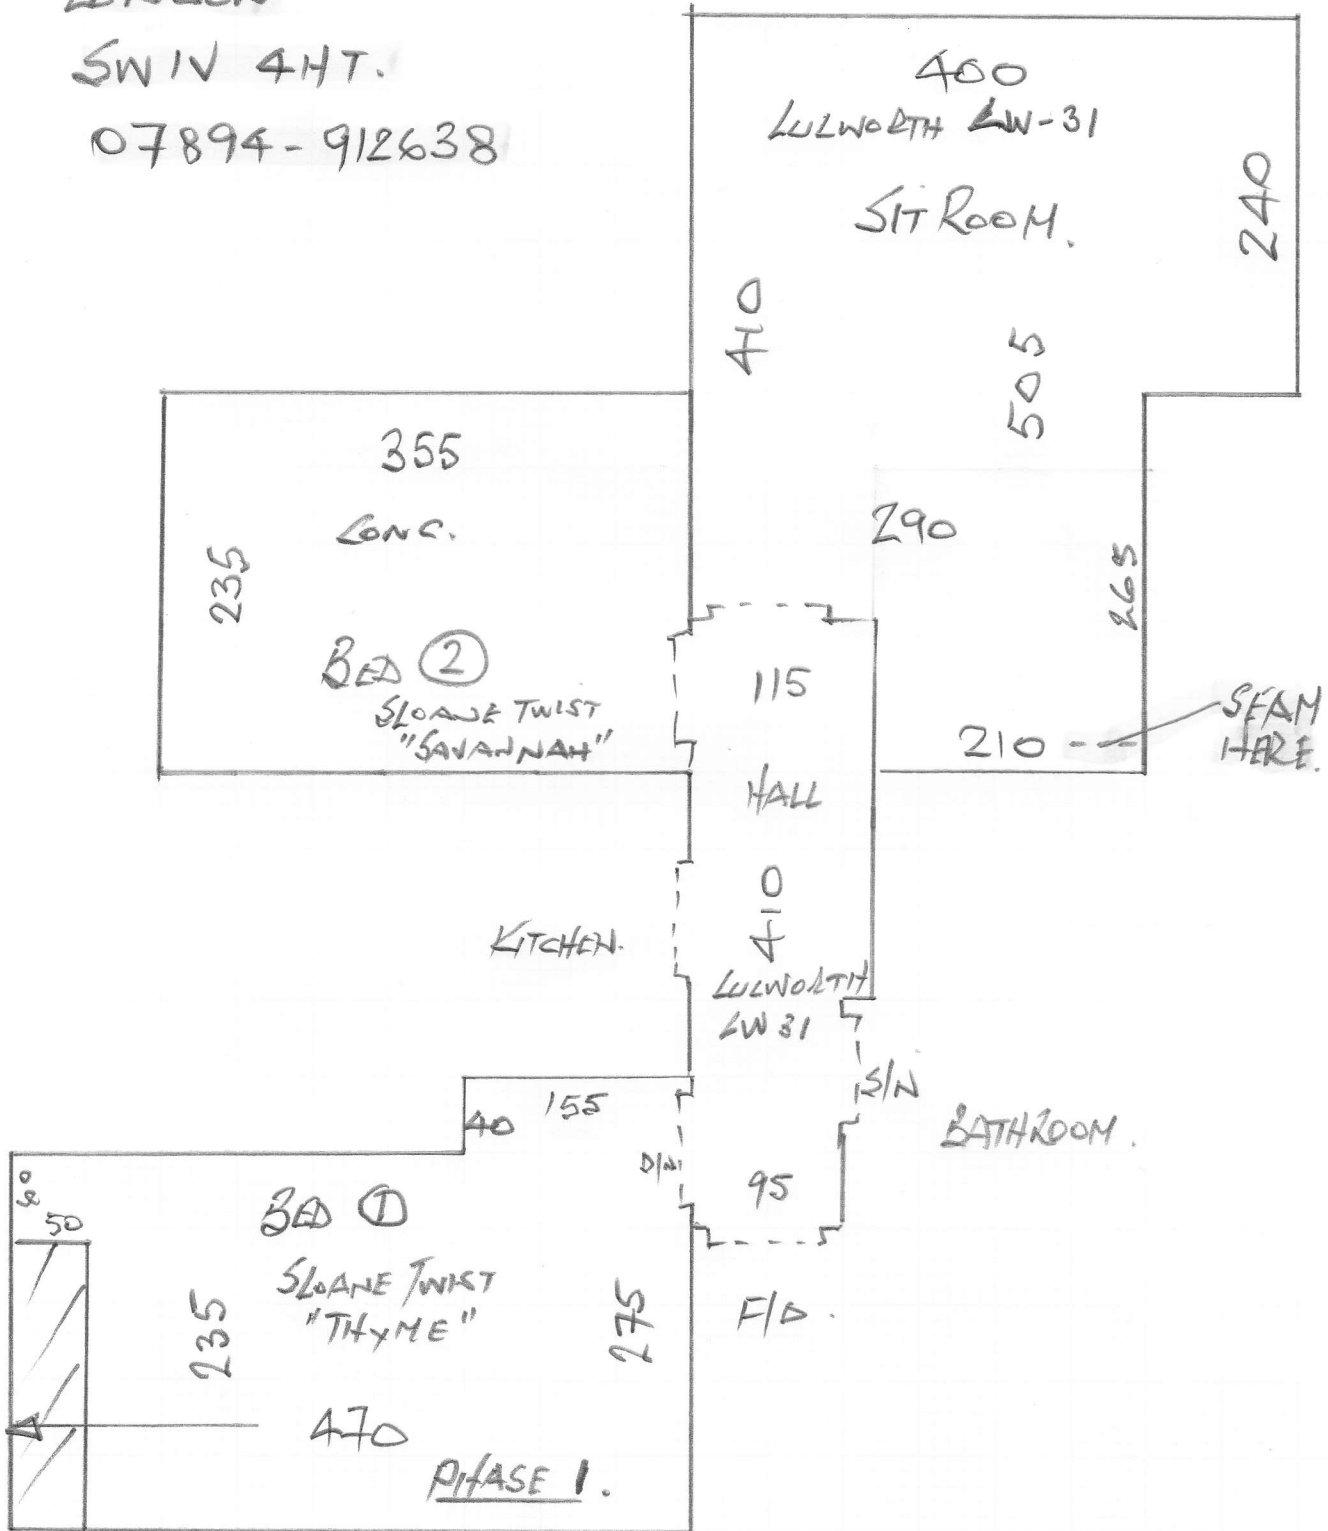 LONDON
SW1V 4HT.
07894-912638
400
LULWORTH LW-31
SIT ROOM.
240
410
505
355
CONC.
290
235
265
BED 2
SLOANE TWIST
"SAVANNAH"
115
SEAM
HERE.
210
HALL
410
KITCHEN.
LULWORTH
LW 31
S/N
40
155
BATHROOM.
D/N
95
BED 1
50
SLOANE TWIST
"THYME"
235
275
F/D.
470
PHASE 1.